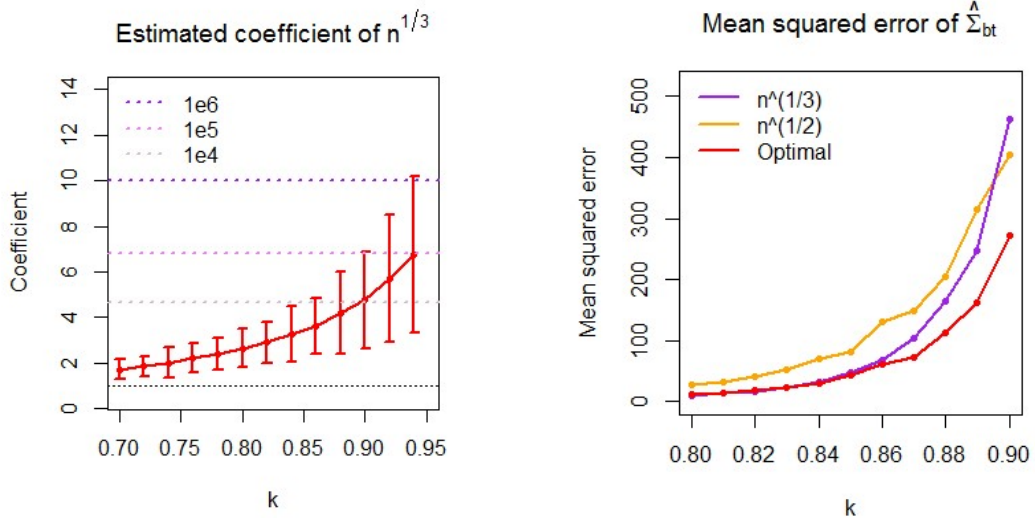 Estimated coefficient of n^{1/3}
Coefficient
14
12
10
8
6
4
2
0
1e6
1e5
1e4
0.70 0.75 0.80 0.85 0.90 0.95
k
Mean squared error of Σ̂_{bt}
Mean squared error
500
400
300
200
100
0
n^(1/3)
n^(1/2)
Optimal
0.80 0.82 0.84 0.86 0.88 0.90
k